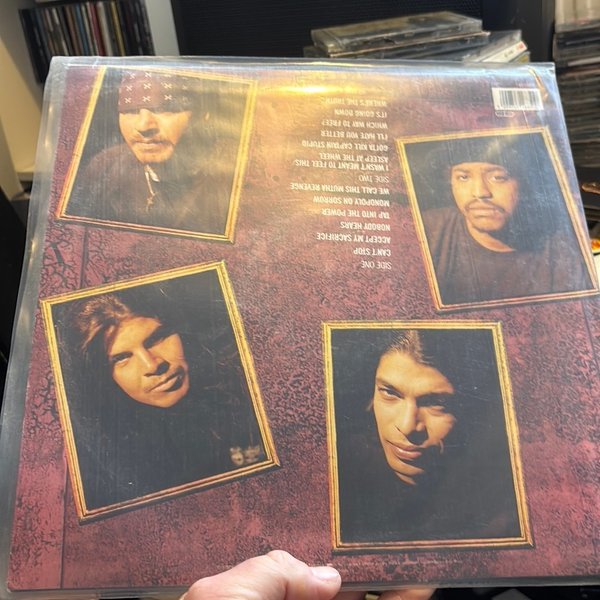 SIDE ONE
CAN'T STOP
ACCEPT MY SACRIFICE
NOBODY HEARS
TAP INTO THE POWER
MONOPOLY ON SORROW
WE CALL THIS MUTHA REVENGE
SIDE TWO
I WASN'T MEANT TO FEEL THIS/
ASLEEP AT THE WHEEL
GOTTA KILL CAPTAIN STUPID
I'LL HATE YOU BETTER
WHICH WAY TO FREE?
IT'S GOING DOWN
WHERE'S THE TRUTH